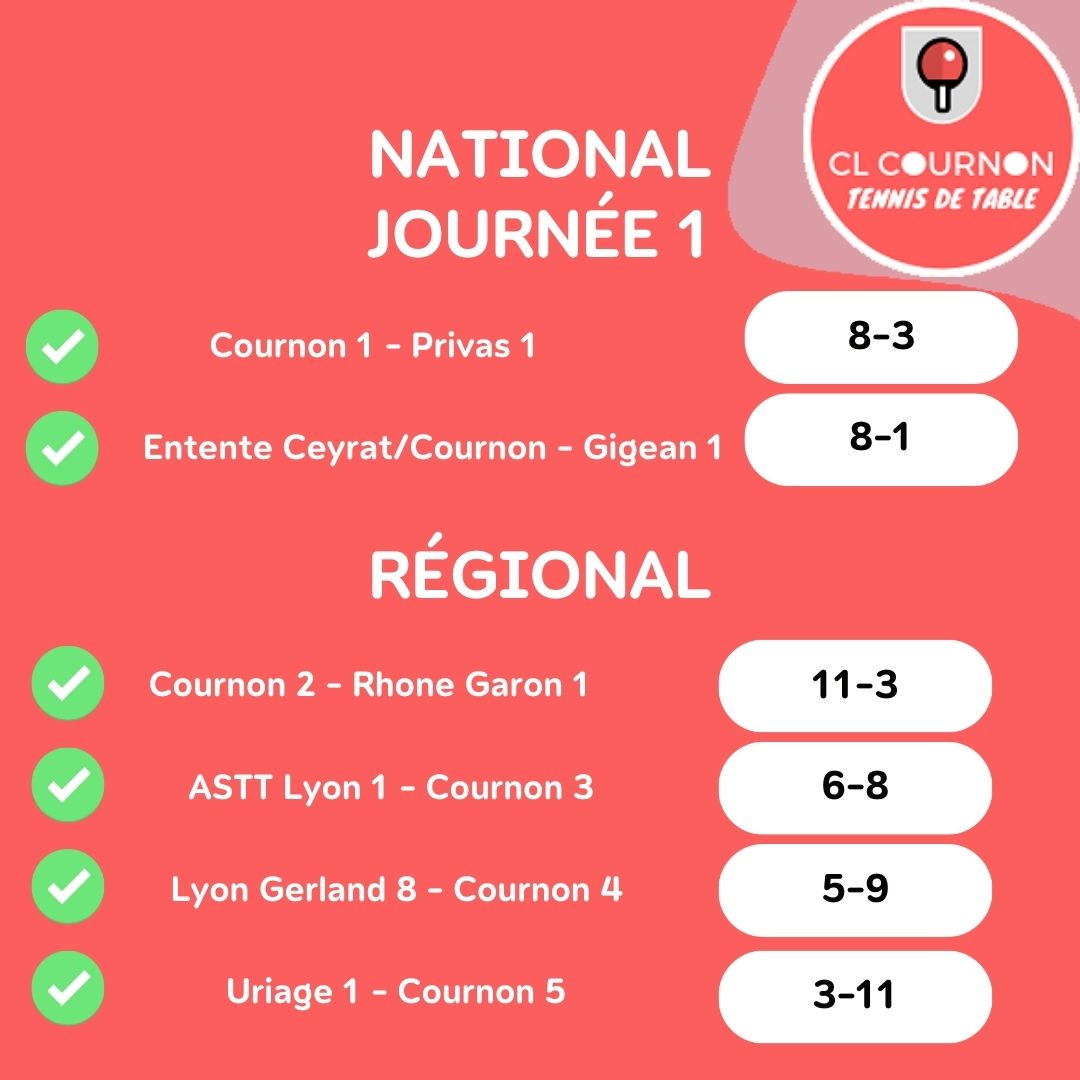 CL COURNON
TENNIS DE TABLE
NATIONAL
JOURNÉE 1
Cournon 1 - Privas 1 8-3
Entente Ceyrat/Cournon - Gigean 1 8-1
RÉGIONAL
Cournon 2 - Rhone Garon 1 11-3
ASTT Lyon 1 - Cournon 3 6-8
Lyon Gerland 8 - Cournon 4 5-9
Uriage 1 - Cournon 5 3-11